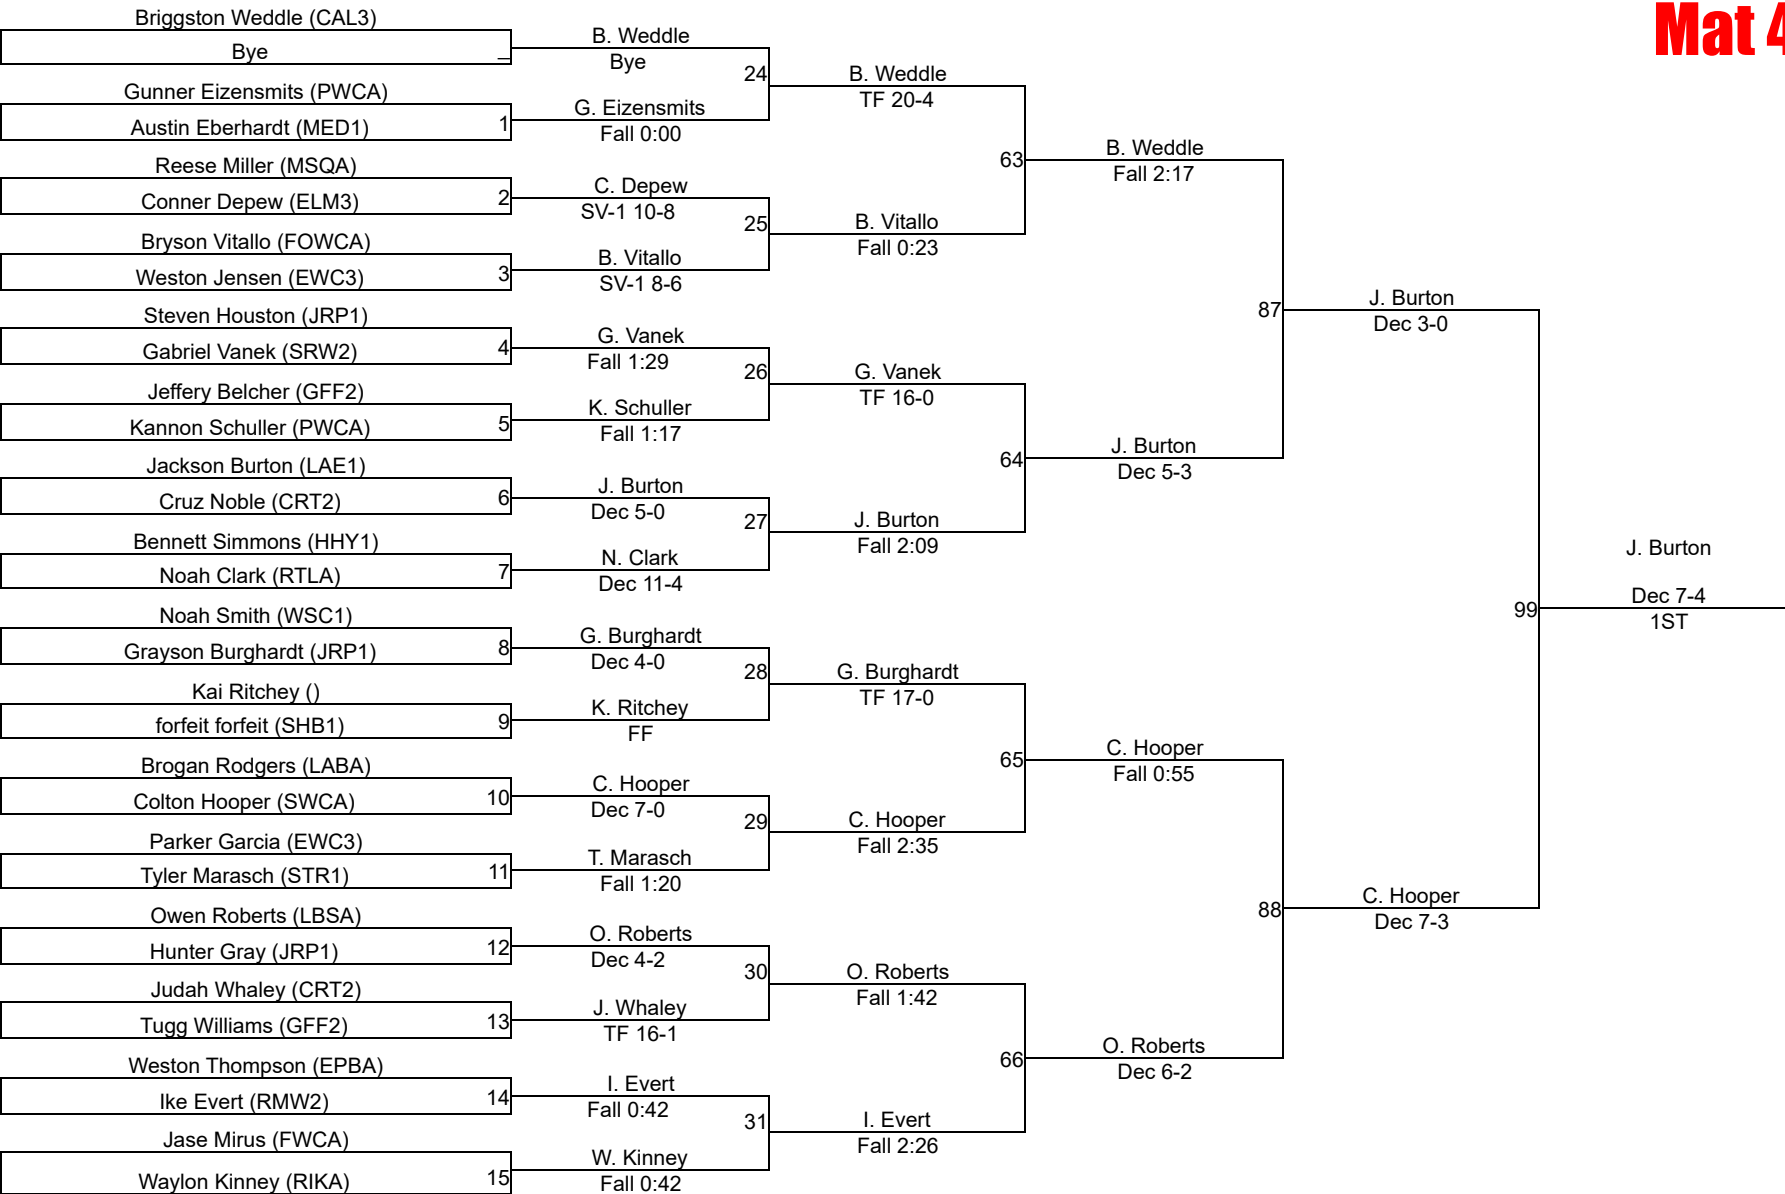 Mat 4
Briggston Weddle (CAL3)
Bye
Gunner Eizensmits (PWCA)
Austin Eberhardt (MED1)
1
Reese Miller (MSQA)
Conner Depew (ELM3)
2
Bryson Vitallo (FOWCA)
Weston Jensen (EWC3)
3
Steven Houston (JRP1)
Gabriel Vanek (SRW2)
4
Jeffery Belcher (GFF2)
Kannon Schuller (PWCA)
5
Jackson Burton (LAE1)
Cruz Noble (CRT2)
6
Bennett Simmons (HHY1)
Noah Clark (RTLA)
7
Noah Smith (WSC1)
Grayson Burghardt (JRP1)
8
Kai Ritchey ()
forfeit forfeit (SHB1)
9
Brogan Rodgers (LABA)
Colton Hooper (SWCA)
10
Parker Garcia (EWC3)
Tyler Marasch (STR1)
11
Owen Roberts (LBSA)
Hunter Gray (JRP1)
12
Judah Whaley (CRT2)
Tugg Williams (GFF2)
13
Weston Thompson (EPBA)
Ike Evert (RMW2)
14
Jase Mirus (FWCA)
Waylon Kinney (RIKA)
15
B. Weddle
Bye
24
G. Eizensmits
Fall 0:00
C. Depew
SV-1 10-8
25
B. Vitallo
SV-1 8-6
G. Vanek
Fall 1:29
26
K. Schuller
Fall 1:17
J. Burton
Dec 5-0
27
N. Clark
Dec 11-4
G. Burghardt
Dec 4-0
28
K. Ritchey
FF
C. Hooper
Dec 7-0
29
T. Marasch
Fall 1:20
O. Roberts
Dec 4-2
30
J. Whaley
TF 16-1
I. Evert
Fall 0:42
31
W. Kinney
Fall 0:42
B. Weddle
TF 20-4
63
B. Vitallo
Fall 0:23
G. Vanek
TF 16-0
64
J. Burton
Fall 2:09
G. Burghardt
TF 17-0
65
C. Hooper
Fall 2:35
O. Roberts
Fall 1:42
66
I. Evert
Fall 2:26
B. Weddle
Fall 2:17
87
J. Burton
Dec 5-3
C. Hooper
Fall 0:55
88
O. Roberts
Dec 6-2
J. Burton
Dec 3-0
99
C. Hooper
Dec 7-3
J. Burton
Dec 7-4
1ST